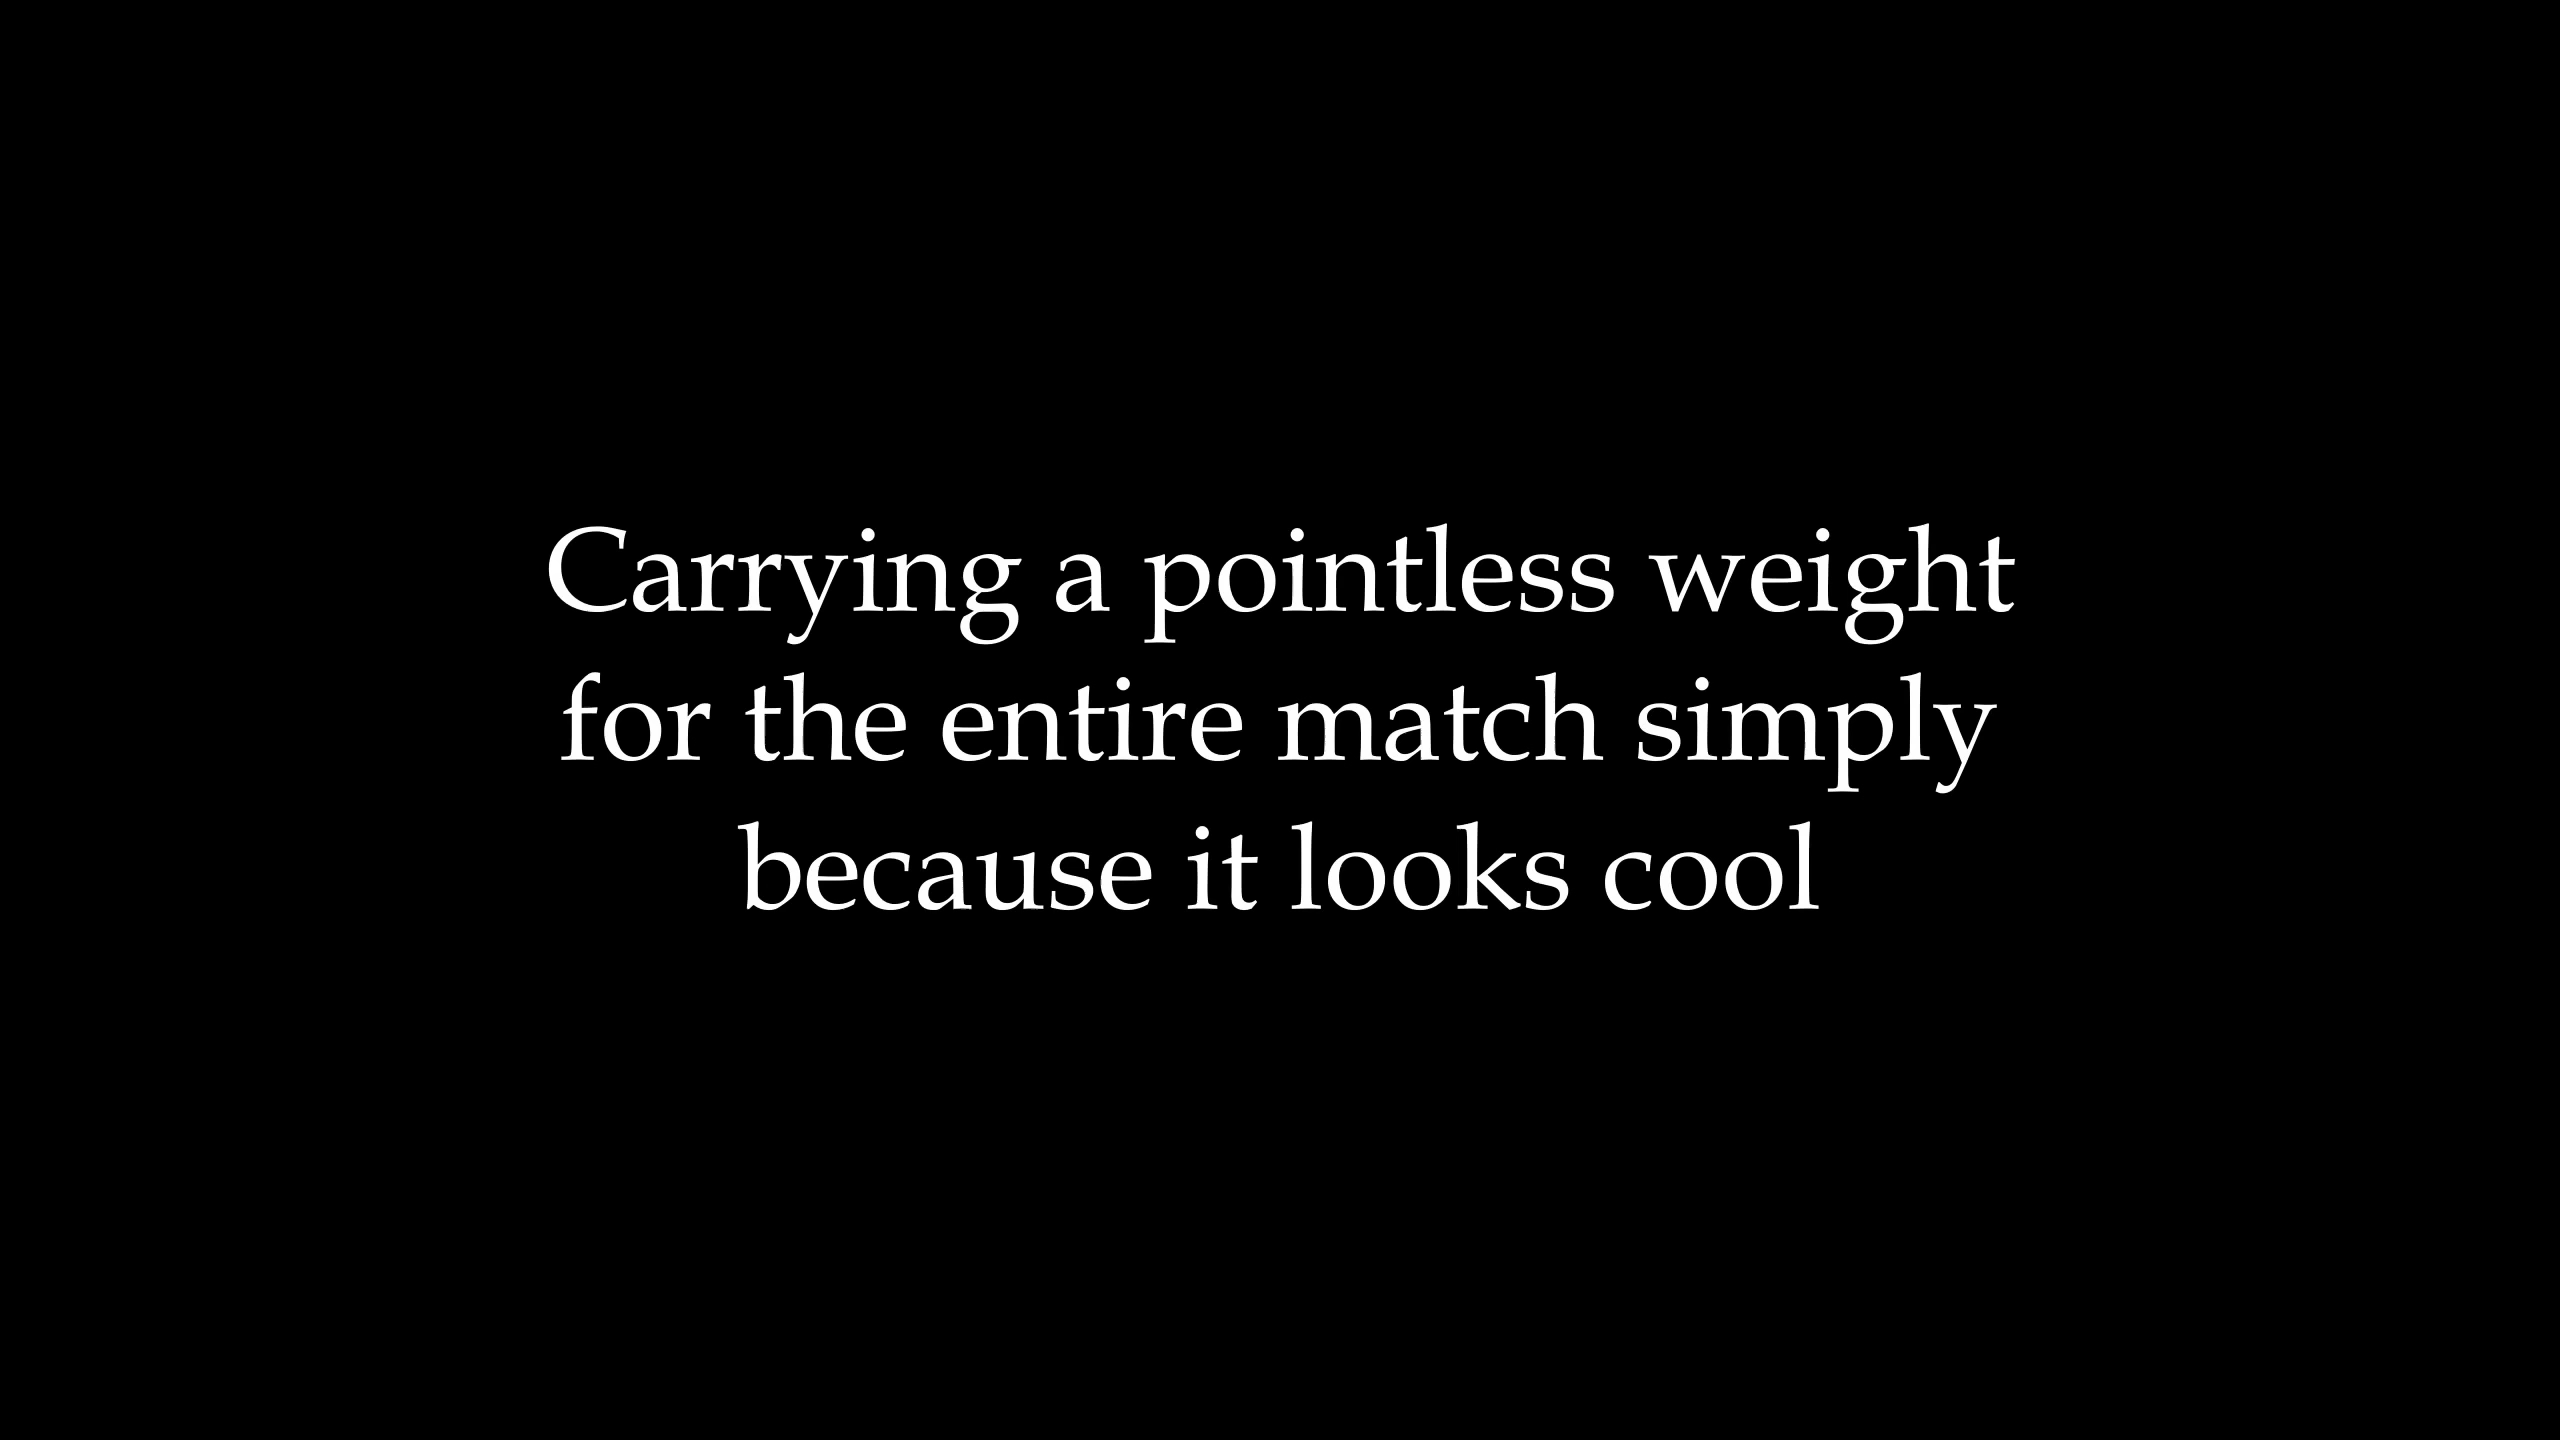 Carrying a pointless weight
for the entire match simply
because it looks cool